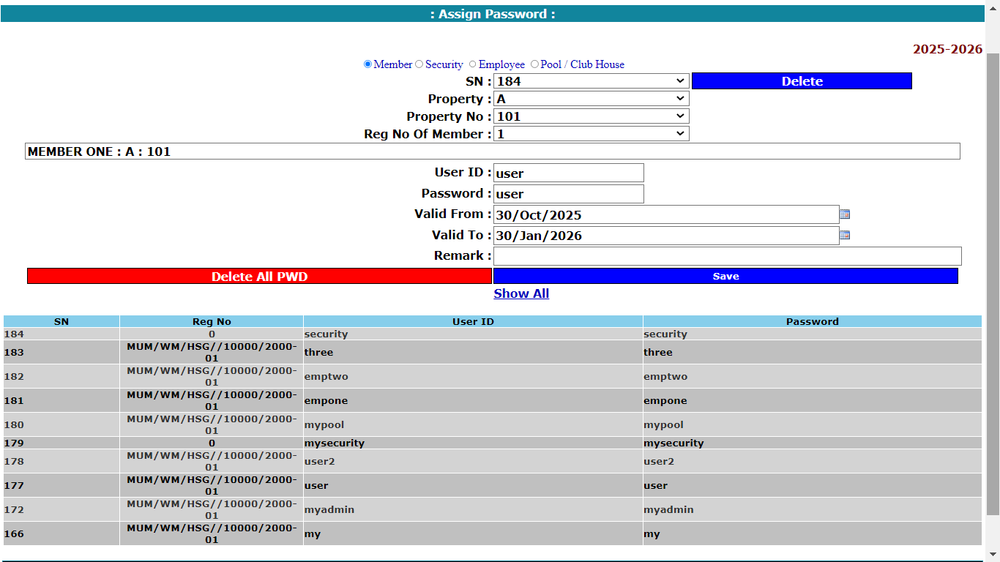 : Assign Password :
2025-2026
Member Security Employee Pool / Club House
SN : 184 Delete
Property : A
Property No : 101
Reg No Of Member : 1
MEMBER ONE : A : 101
User ID : user
Password : user
Valid From : 30/Oct/2025
Valid To : 30/Jan/2026
Remark :
Delete All PWD Save
Show All
SN Reg No User ID Password
184 0 security security
183 MUM/WM/HSG//10000/2000-01 three three
182 MUM/WM/HSG//10000/2000-01 emptwo emptwo
181 MUM/WM/HSG//10000/2000-01 empone empone
180 MUM/WM/HSG//10000/2000-01 mypool mypool
179 0 mysecurity mysecurity
178 MUM/WM/HSG//10000/2000-01 user2 user2
177 MUM/WM/HSG//10000/2000-01 user user
172 MUM/WM/HSG//10000/2000-01 myadmin myadmin
166 MUM/WM/HSG//10000/2000-01 my my